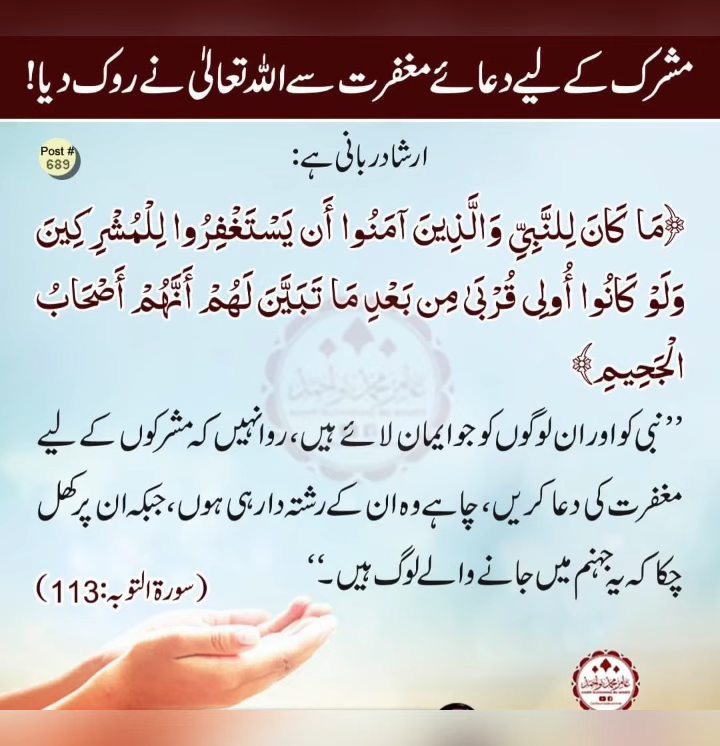 مشرک کے لیے دعائے مغفرت سے اللہ تعالیٰ نے روک دیا!
Post #
689
ارشاد ربانی ہے:
﴿مَا كَانَ لِلنَّبِيِّ وَالَّذِينَ آمَنُوا أَن يَسْتَغْفِرُوا لِلْمُشْرِكِينَ
وَلَوْ كَانُوا أُولِي قُرْبَىٰ مِن بَعْدِ مَا تَبَيَّنَ لَهُمْ أَنَّهُمْ أَصْحَابُ
الْجَحِيمِ﴾
’’نبی کو اور ان لوگوں کو جو ایمان لائے ہیں، روا نہیں کہ مشرکوں کے لیے
مغفرت کی دعا کریں، چاہے وہ ان کے رشتہ دار ہی ہوں، جبکہ ان پر کھل
چکا کہ یہ جہنم میں جانے والے لوگ ہیں۔‘‘
(سورۃ التوبہ:113)